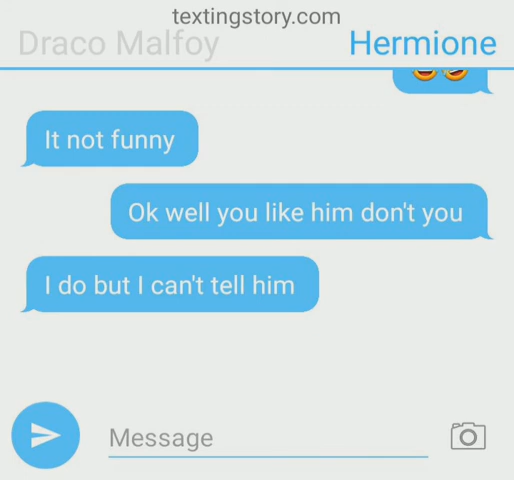 textingstory.com
Draco Malfoy Hermione
It not funny
Ok well you like him don't you
I do but I can't tell him
Message